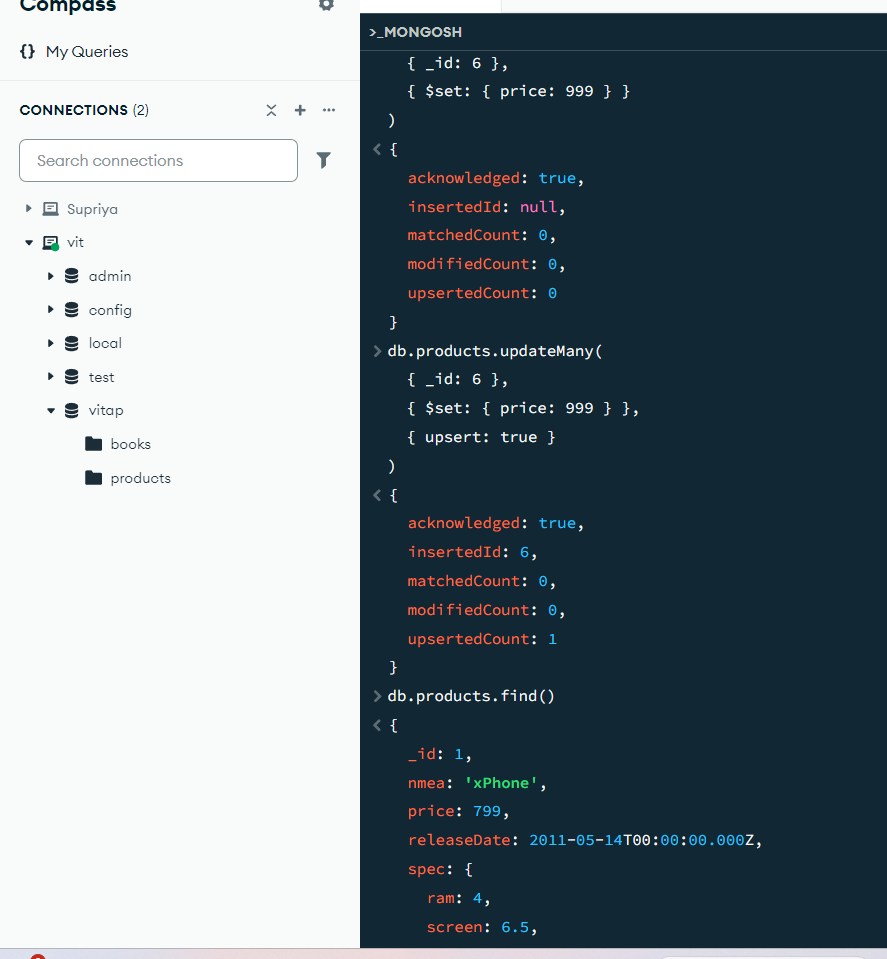 Compass
{} My Queries
CONNECTIONS (2)
Search connections
Supriya
vit
admin
config
local
test
vitap
books
products
>_MONGOSH
{ _id: 6 },
{ $set: { price: 999 } }
)
< {
acknowledged: true,
insertedId: null,
matchedCount: 0,
modifiedCount: 0,
upsertedCount: 0
}
> db.products.updateMany(
{ _id: 6 },
{ $set: { price: 999 } },
{ upsert: true }
)
< {
acknowledged: true,
insertedId: 6,
matchedCount: 0,
modifiedCount: 0,
upsertedCount: 1
}
> db.products.find()
< {
_id: 1,
nmea: 'xPhone',
price: 799,
releaseDate: 2011-05-14T00:00:00.000Z,
spec: {
ram: 4,
screen: 6.5,